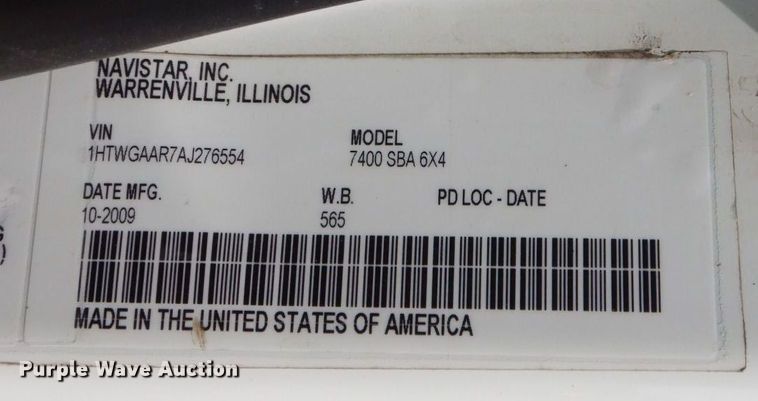 NAVISTAR, INC.
WARRENVILLE, ILLINOIS
VIN MODEL
1HTWGAAR7AJ276554 7400 SBA 6X4
DATE MFG. W.B. PD LOC - DATE
10-2009 565
MADE IN THE UNITED STATES OF AMERICA
Purple Wave Auction